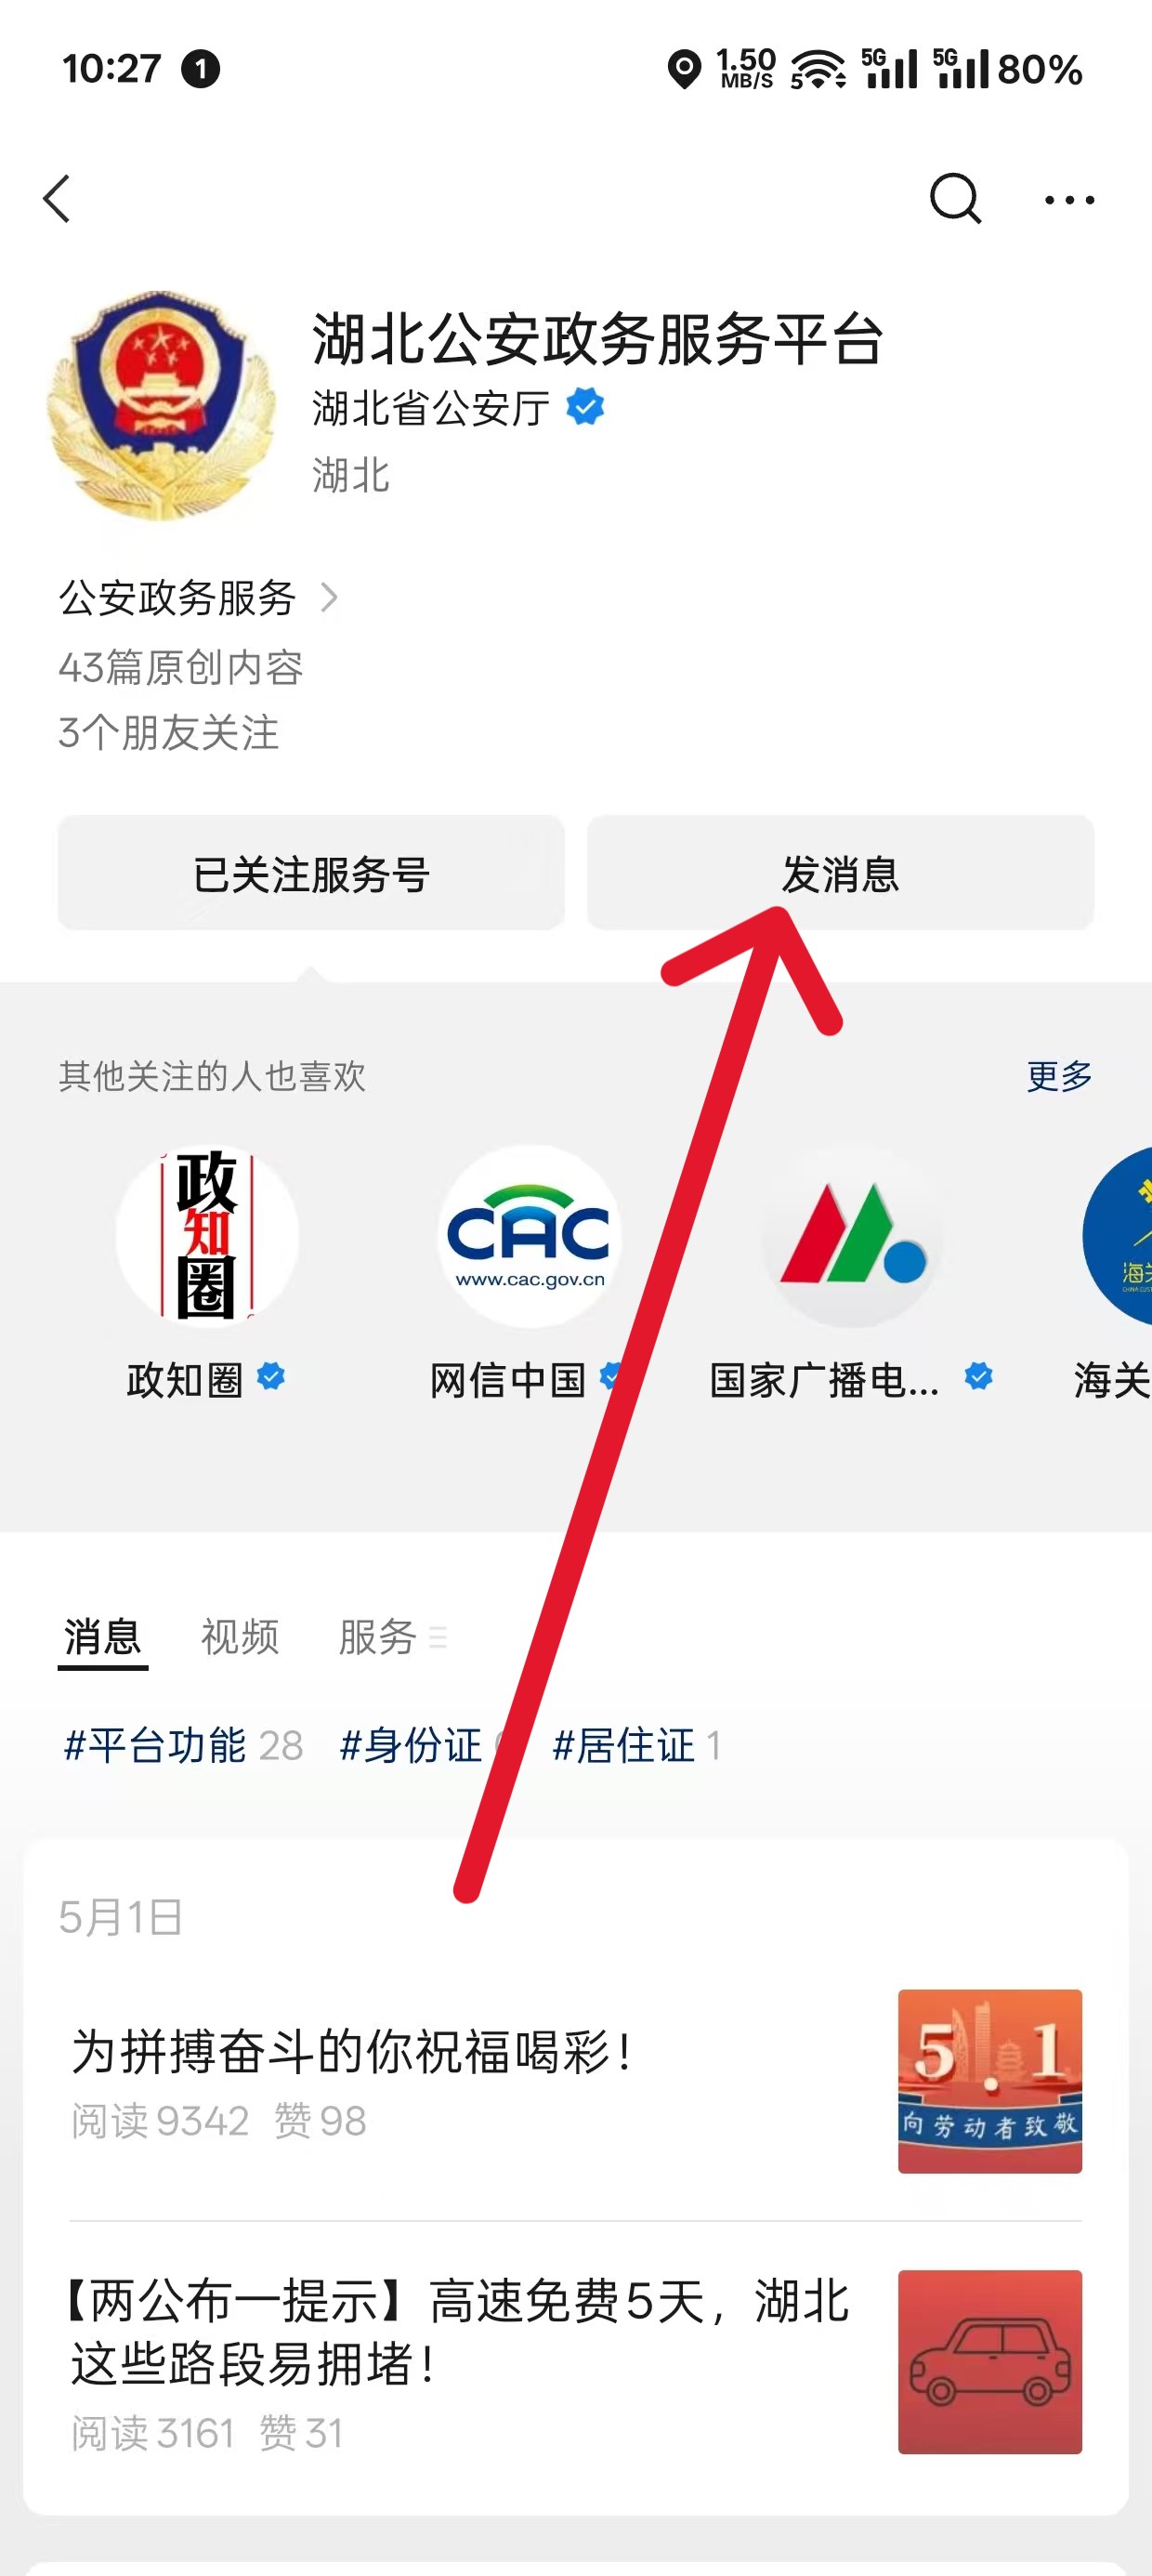 10:27 1 1.50 MB/S 5 5G 5G 80%
湖北公安政务服务平台
湖北省公安厅
湖北
公安政务服务
43篇原创内容
3个朋友关注
已关注服务号 发消息
其他关注的人也喜欢 更多
政知圈
CAC
www.cac.gov.cn
政知圈 网信中国 国家广播电... 海关
消息 视频 服务
#平台功能 28 #身份证 #居住证 1
5月1日
为拼搏奋斗的你祝福喝彩！
阅读 9342 赞 98
5.1
向劳动者致敬
【两公布一提示】高速免费5天，湖北
这些路段易拥堵！
阅读 3161 赞 31